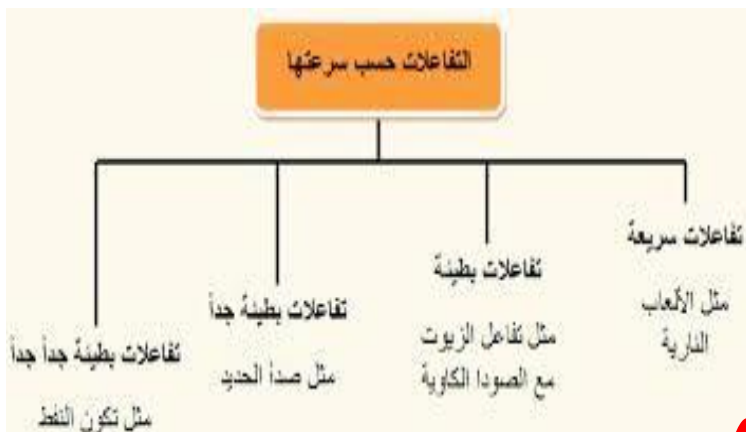 التفاعلات حسب سرعتها
تفاعلات سريعة
مثل الألعاب
النارية
تفاعلات بطيئة
مثل تفاعل الزيوت
مع الصودا الكاوية
تفاعلات بطيئة جداً
مثل صدأ الحديد
تفاعلات بطيئة جداً جداً
مثل تكون النفط